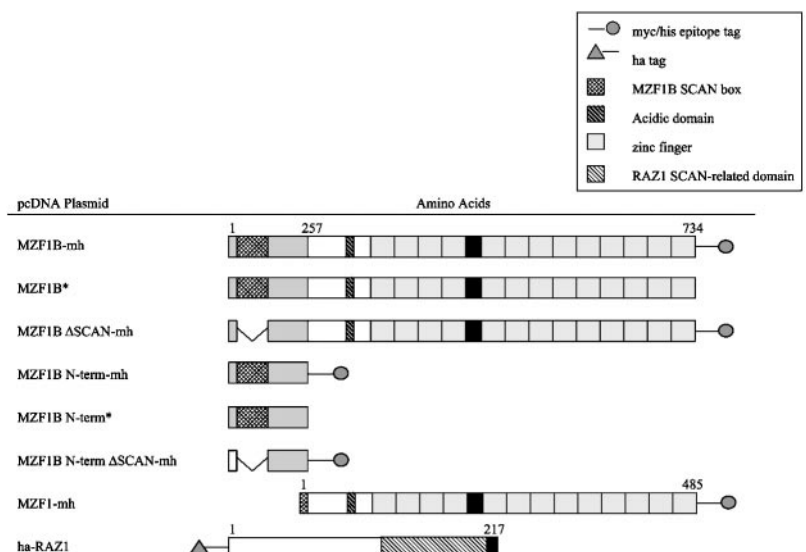 myc/his epitope tag
ha tag
MZF1B SCAN box
Acidic domain
zinc finger
RAZ1 SCAN-related domain
pcDNA Plasmid Amino Acids
1 257 734
MZF1B-mh
MZF1B*
MZF1B ΔSCAN-mh
MZF1B N-term-mh
MZF1B N-term*
MZF1B N-term ΔSCAN-mh
1 485
MZF1-mh
1 217
ha-RAZ1